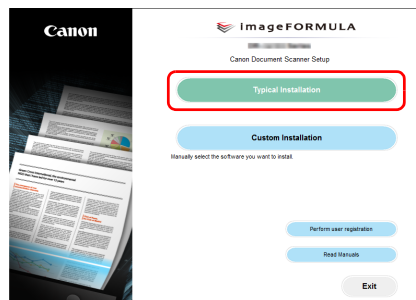 Canon
imageFORMULA
Canon Document Scanner Setup
Typical Installation
Custom Installation
Manually select the software you want to install.
Perform user registration
Read Manuals
Exit